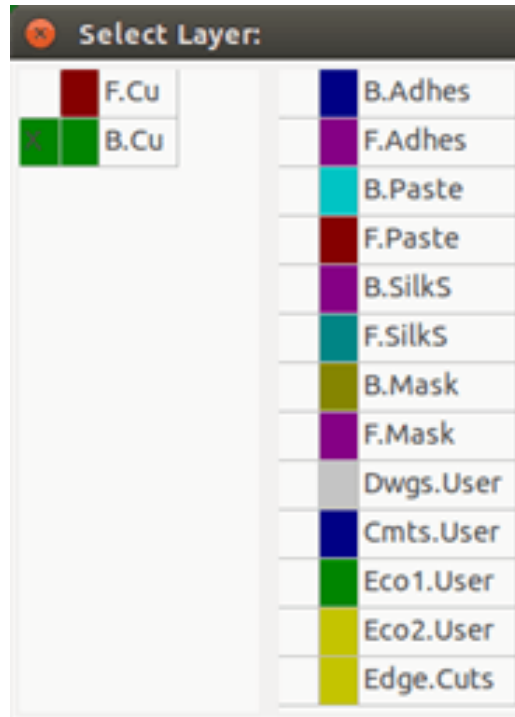 Select Layer:
F.Cu
X B.Cu
B.Adhes
F.Adhes
B.Paste
F.Paste
B.SilkS
F.SilkS
B.Mask
F.Mask
Dwgs.User
Cmts.User
Eco1.User
Eco2.User
Edge.Cuts